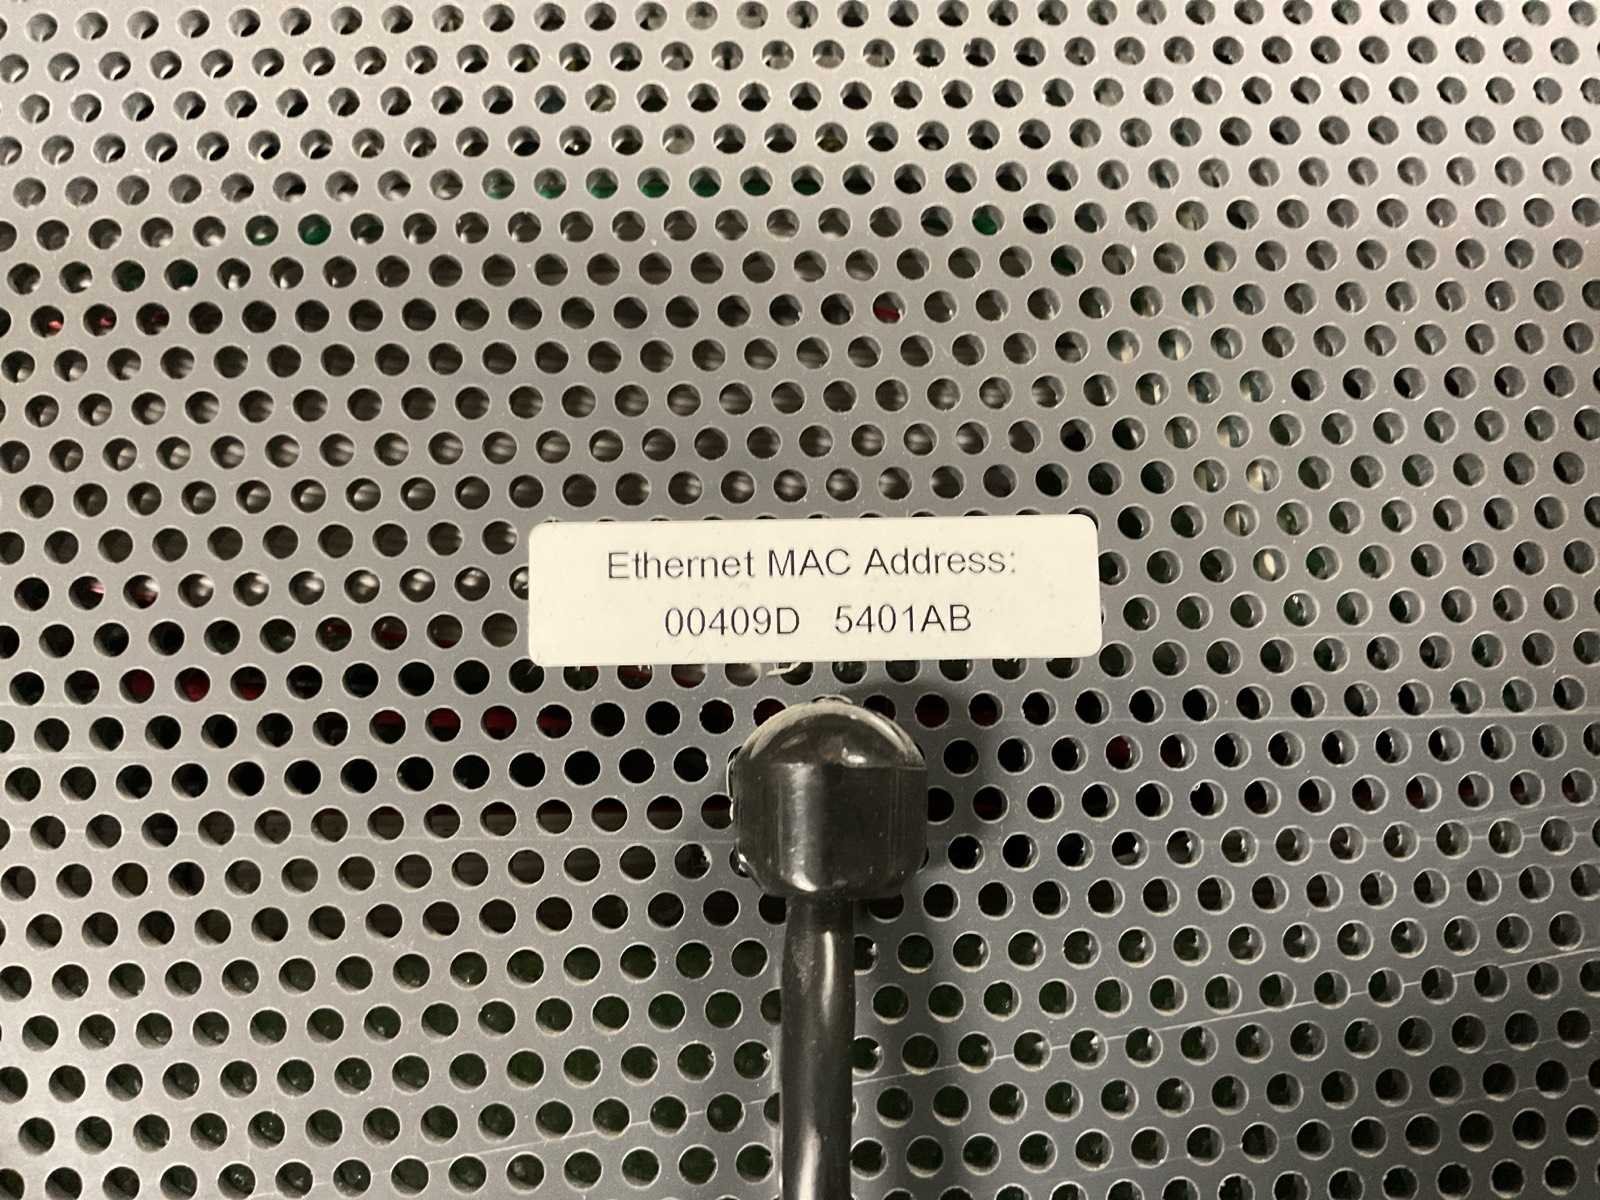 Ethernet MAC Address:
00409D 5401AB